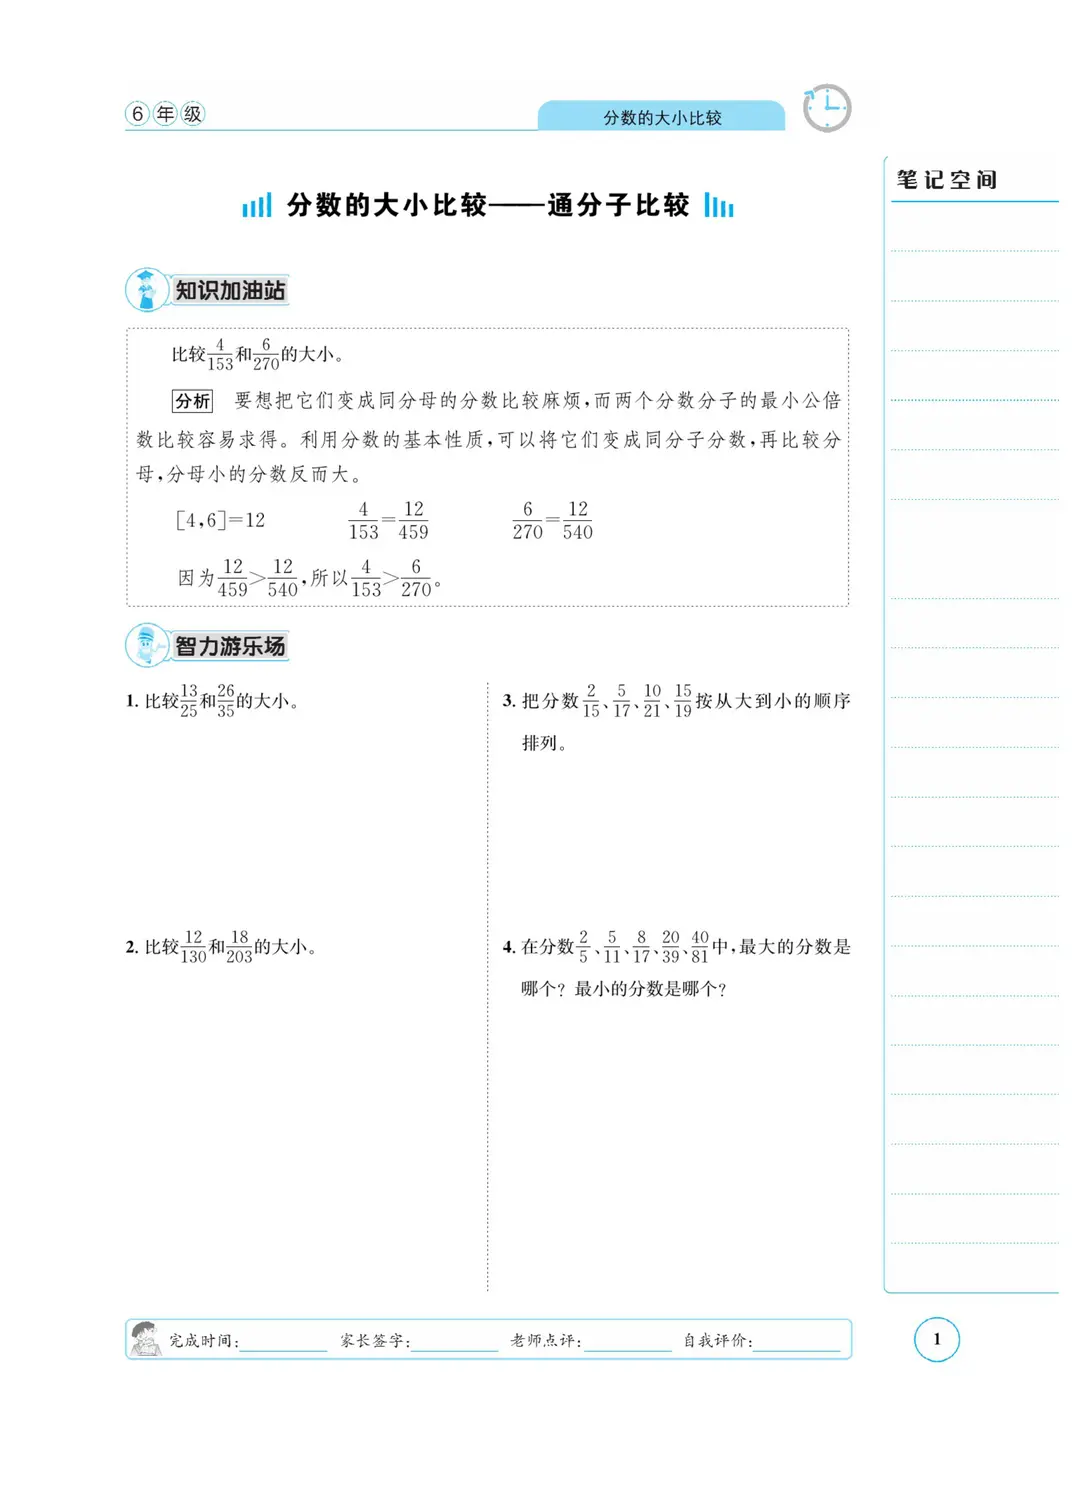 6年级
分数的大小比较
分数的大小比较——通分子比较
笔记空间
知识加油站
比较4/153和6/270的大小。
分析 要想把它们变成同分母的分数比较麻烦,而两个分数分子的最小公倍
数比较容易求得。利用分数的基本性质,可以将它们变成同分子分数,再比较分
母,分母小的分数反而大。
[4,6]=12 4/153=12/459 6/270=12/540
因为12/459>12/540,所以4/153>6/270。
智力游乐场
1. 比较13/25和26/35的大小。
2. 比较12/130和18/203的大小。
3. 把分数2/15、5/17、10/21、15/19按从大到小的顺序
排列。
4. 在分数2/5、5/11、8/17、20/39、40/81中,最大的分数是
哪个?最小的分数是哪个?
完成时间: 家长签字: 老师点评: 自我评价:
1